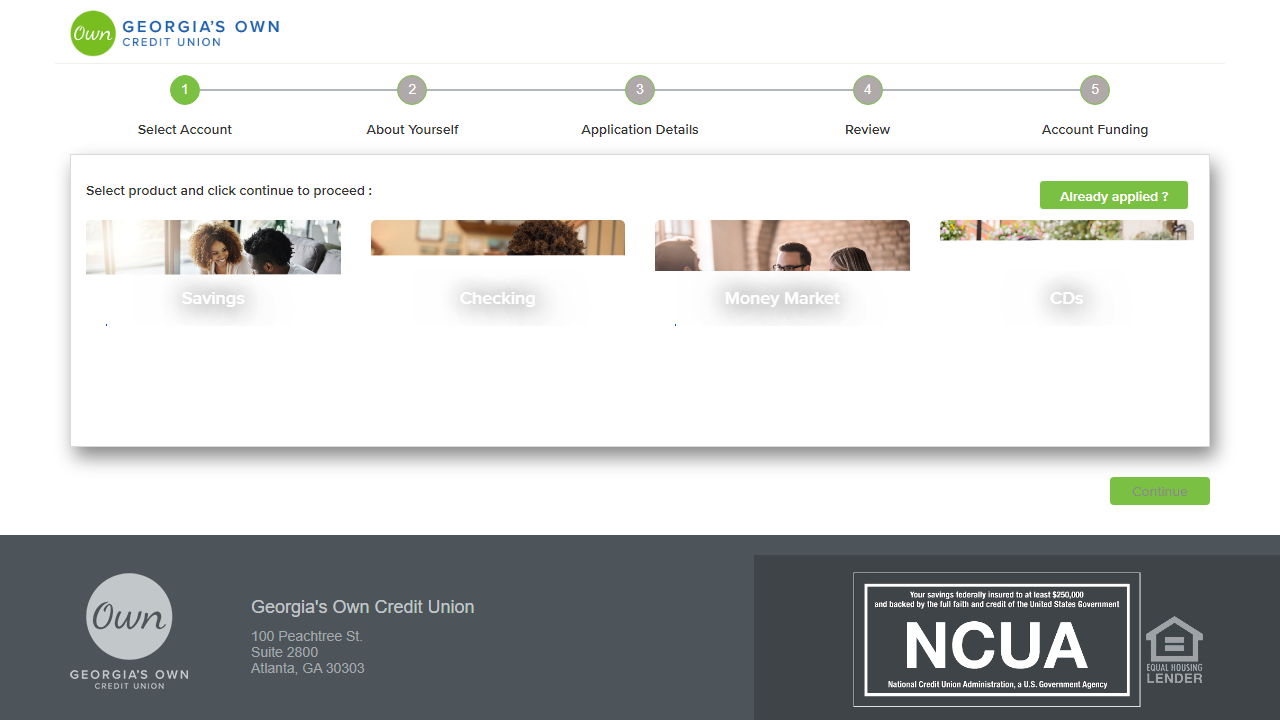 Own
GEORGIA'S OWN
CREDIT UNION
1 2 3 4 5
Select Account About Yourself Application Details Review Account Funding
Select product and click continue to proceed :
Already applied ?
Savings Checking Money Market CDs
Continue
Own
GEORGIA'S OWN
CREDIT UNION
Georgia's Own Credit Union
100 Peachtree St.
Suite 2800
Atlanta, GA 30303
Your savings federally insured to at least $250,000
and backed by the full faith and credit of the United States Government
NCUA
National Credit Union Administration, a U.S. Government Agency
EQUAL HOUSING
LENDER